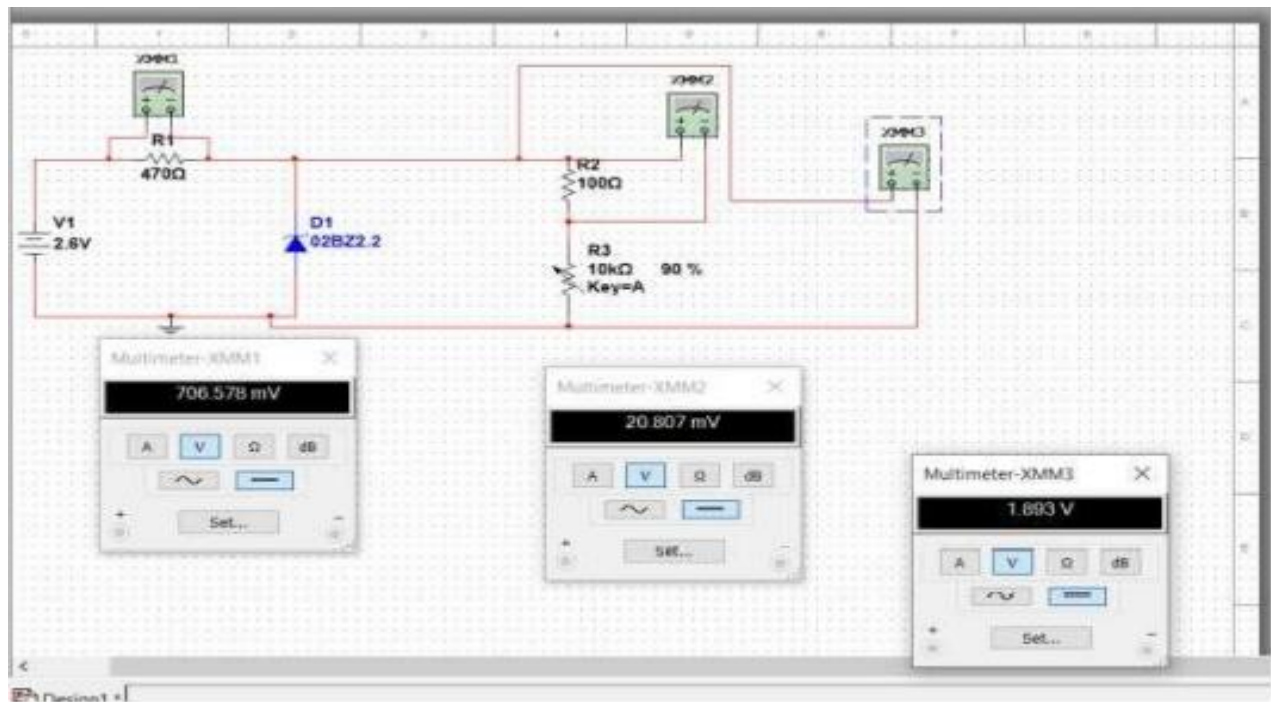 XMM1
R1
470Ω
V1
2.6V
D1
02BZ2.2
XMM2
R2
100Ω
R3
10kΩ 90 %
Key=A
XMM3
Multimeter-XMM1
706.578 mV
A V Ω dB
+ Set... -
Multimeter-XMM2
20.807 mV
A V Ω dB
+ Set... -
Multimeter-XMM3
1.893 V
A V Ω dB
+ Set... -
Design1 *